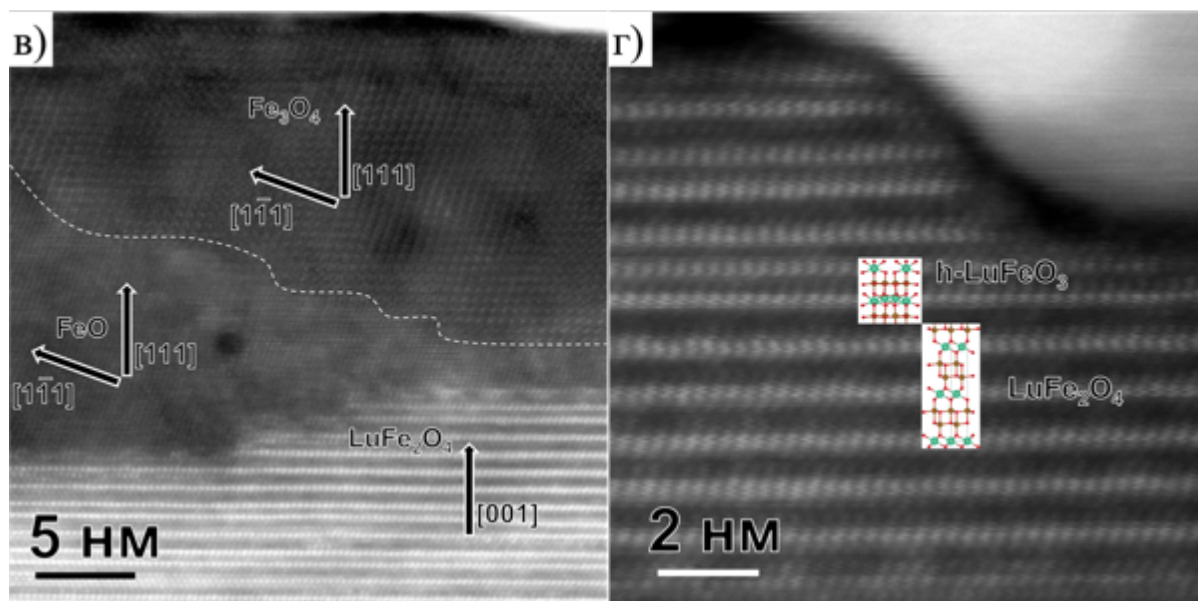 в)
Fe₃O₄
[111]
[11̄1]
FeO
[111]
[11̄1]
LuFe₂O₄
[001]
5 нм
г)
h-LuFeO₃
LuFe₂O₄
2 нм